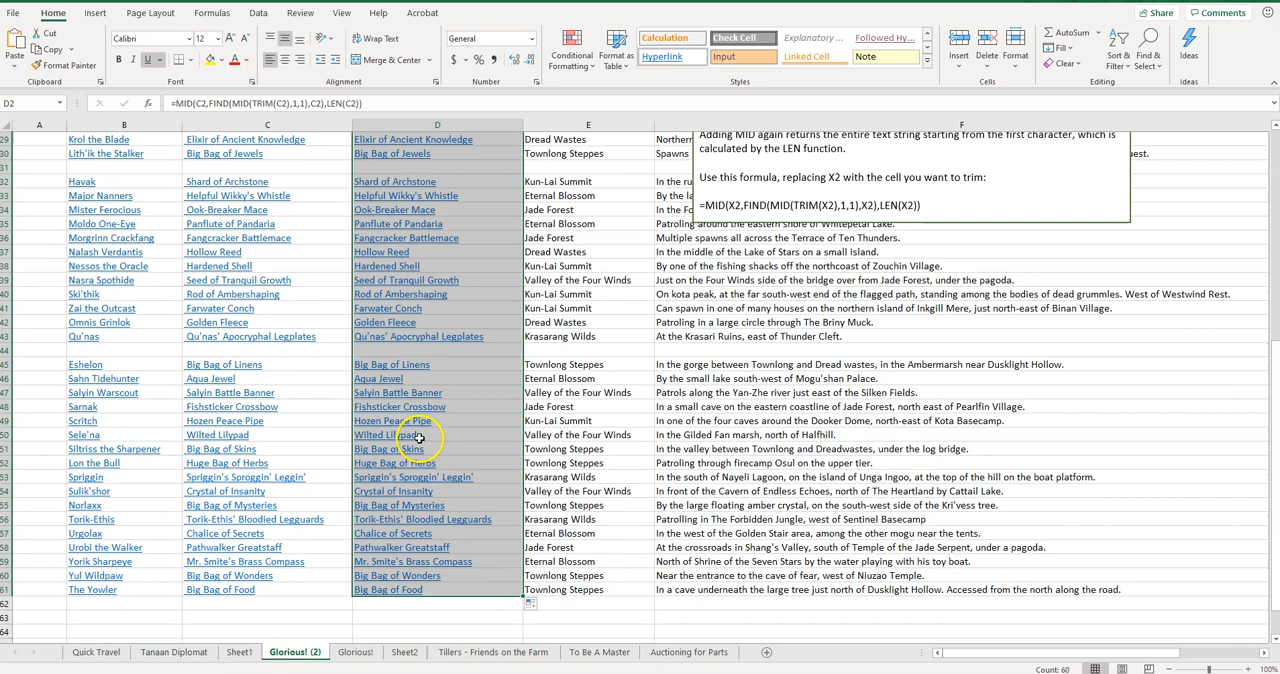 File Home Insert Page Layout Formulas Data Review View Help Acrobat Share Comments
Cut Calibri 12 Wrap Text General Calculation Check Cell Explanatory ... Followed Hy... AutoSum
Copy Fill
Paste Format Painter B I U Merge & Center $ % Conditional Formatting Format as Table Hyperlink Input Linked Cell Note Insert Delete Format Clear Sort & Filter Find & Select Ideas
Clipboard Font Alignment Number Styles Cells Editing Ideas
D2 fx =MID(C2,FIND(MID(TRIM(C2),1,1),C2),LEN(C2))
A B C D E F
Adding MID again returns the entire text string starting from the first character, which is
calculated by the LEN function.
Use this formula, replacing X2 with the cell you want to trim:
=MID(X2,FIND(MID(TRIM(X2),1,1),X2),LEN(X2))
29 Krol the Blade Elixir of Ancient Knowledge Elixir of Ancient Knowledge Dread Wastes Northern
30 Lith'ik the Stalker Big Bag of Jewels Big Bag of Jewels Townlong Steppes Spawns
31
32 Havak Shard of Archstone Shard of Archstone Kun-Lai Summit In the ru
33 Major Nanners Helpful Wikky's Whistle Helpful Wikky's Whistle Eternal Blossom By the la
34 Mister Ferocious Ook-Breaker Mace Ook-Breaker Mace Jade Forest In the Fo
35 Moldo One-Eye Panflute of Pandaria Panflute of Pandaria Eternal Blossom Patroling around the eastern shore of Whitepetal Lake.
36 Morgrinn Crackfang Fangcracker Battlemace Fangcracker Battlemace Jade Forest Multiple spawns all across the Terrace of Ten Thunders.
37 Nalash Verdantis Hollow Reed Hollow Reed Dread Wastes In the middle of the Lake of Stars on a small island.
38 Nessos the Oracle Hardened Shell Hardened Shell Kun-Lai Summit By one of the fishing shacks off the northcoast of Zouchin Village.
39 Nasra Spothide Seed of Tranquil Growth Seed of Tranquil Growth Valley of the Four Winds Just on the Four Winds side of the bridge over from Jade Forest, under the pagoda.
40 Ski'thik Rod of Ambershaping Rod of Ambershaping Kun-Lai Summit On kota peak, at the far south-west end of the flagged path, standing among the bodies of dead grummles. West of Westwind Rest.
41 Zai the Outcast Farwater Conch Farwater Conch Kun-Lai Summit Can spawn in one of many houses on the northern island of Inkgill Mere, just north-east of Binan Village.
42 Omnis Grinlok Golden Fleece Golden Fleece Dread Wastes Patroling in a large circle through The Briny Muck.
43 Qu'nas Qu'nas' Apocryphal Legplates Qu'nas' Apocryphal Legplates Krasarang Wilds At the Krasari Ruins, east of Thunder Cleft.
44
45 Eshelon Big Bag of Linens Big Bag of Linens Townlong Steppes In the gorge between Townlong and Dread wastes, in the Ambermarsh near Dusklight Hollow.
46 Sahn Tidehunter Aqua Jewel Aqua Jewel Eternal Blossom By the small lake south-west of Mogu'shan Palace.
47 Salyin Warscout Salyin Battle Banner Salyin Battle Banner Valley of the Four Winds Patrols along the Yan-Zhe river just east of the Silken Fields.
48 Sarnak Fishsticker Crossbow Fishsticker Crossbow Jade Forest In a small cave on the eastern coastline of Jade Forest, north east of Pearlfin Village.
49 Scritch Hozen Peace Pipe Hozen Peace Pipe Kun-Lai Summit In one of the four caves around the Dooker Dome, north-east of Kota Basecamp.
50 Sele'na Wilted Lilypad Wilted Lilypad Valley of the Four Winds In the Gilded Fan marsh, north of Halfhill.
51 Siltriss the Sharpener Big Bag of Skins Big Bag of Skins Townlong Steppes In the valley between Townlong and Dreadwastes, under the log bridge.
52 Lon the Bull Huge Bag of Herbs Huge Bag of Herbs Townlong Steppes Patroling through firecamp Osul on the upper tier.
53 Spriggin Spriggin's Sproggin' Leggin' Spriggin's Sproggin' Leggin' Krasarang Wilds In the south of Nayeli Lagoon, on the island of Unga Ingoo, at the top of the hill on the boat platform.
54 Sulik'shor Crystal of Insanity Crystal of Insanity Valley of the Four Winds In front of the Cavern of Endless Echoes, north of The Heartland by Cattail Lake.
55 Norlaxx Big Bag of Mysteries Big Bag of Mysteries Townlong Steppes By the large floating amber crystal, on the south-west side of the Kri'vess tree.
56 Torik-Ethis Torik-Ethis' Bloodied Legguards Torik-Ethis' Bloodied Legguards Krasarang Wilds Patrolling in The Forbidden Jungle, west of Sentinel Basecamp
57 Urgolax Chalice of Secrets Chalice of Secrets Eternal Blossom In the west of the Golden Stair area, among the other mogu near the tents.
58 Urobi the Walker Pathwalker Greatstaff Pathwalker Greatstaff Jade Forest At the crossroads in Shang's Valley, south of Temple of the Jade Serpent, under a pagoda.
59 Yorik Sharpeye Mr. Smite's Brass Compass Mr. Smite's Brass Compass Eternal Blossom North of Shrine of the Seven Stars by the water playing with his toy boat.
60 Yul Wildpaw Big Bag of Wonders Big Bag of Wonders Townlong Steppes Near the entrance to the cave of fear, west of Niuzao Temple.
61 The Yowler Big Bag of Food Big Bag of Food Townlong Steppes In a cave underneath the large tree just north of Dusklight Hollow. Accessed from the north along the road.
62
63
64
Quick Travel Tanaan Diplomat Sheet1 Glorious! (2) Glorious! Sheet2 Tillers - Friends on the Farm To Be A Master Auctioning for Parts
Count: 60 100%